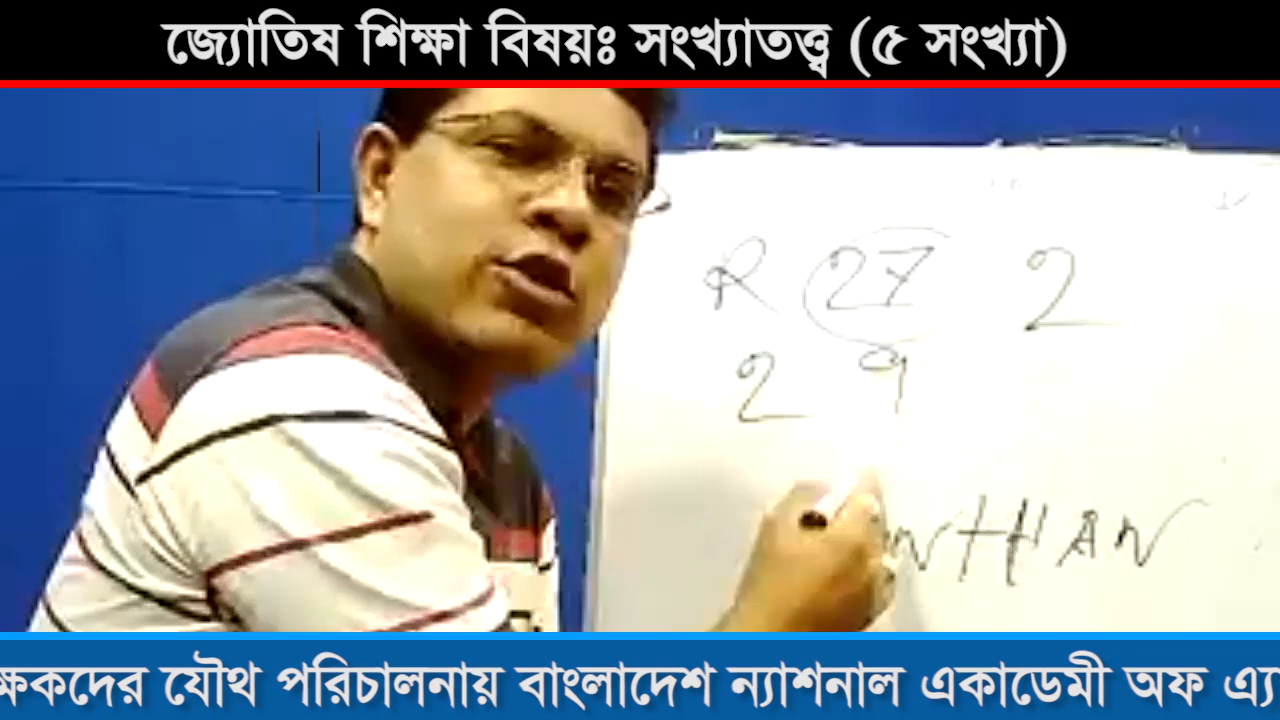 জ্যোতিষ শিক্ষা বিষয়ঃ সংখ্যাতত্ত্ব (৫ সংখ্যা)
R 27 2
2 9
NTHAN
ক্ষকদের যৌথ পরিচালনায় বাংলাদেশ ন্যাশনাল একাডেমী অফ এ্যা